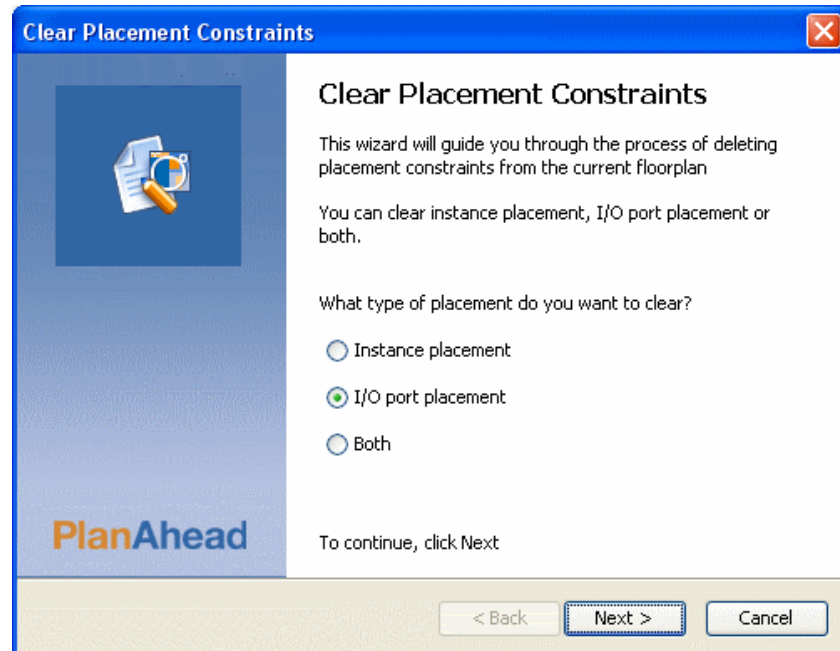 Clear Placement Constraints
Clear Placement Constraints
This wizard will guide you through the process of deleting
placement constraints from the current floorplan
You can clear instance placement, I/O port placement or
both.
What type of placement do you want to clear?
Instance placement
I/O port placement
Both
PlanAhead
To continue, click Next
< Back
Next >
Cancel